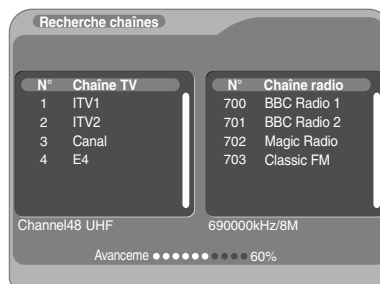 Recherche chaînes
N° Chaîne TV
1 ITV1
2 ITV2
3 Canal
4 E4
N° Chaîne radio
700 BBC Radio 1
701 BBC Radio 2
702 Magic Radio
703 Classic FM
Channel48 UHF 690000kHz/8M
Avanceme 60%